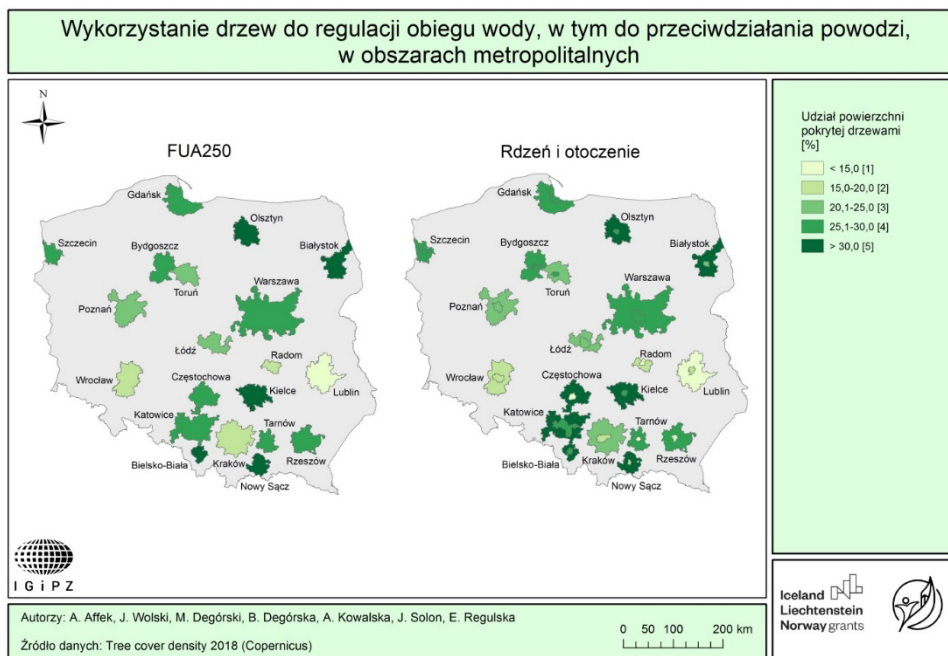 Wykorzystanie drzew do regulacji obiegu wody, w tym do przeciwdziałania powodzi,
w obszarach metropolitalnych
N
FUA250
Gdańsk
Olsztyn
Szczecin
Bydgoszcz
Białystok
Toruń
Warszawa
Poznań
Łódź
Radom
Wrocław
Częstochowa
Kielce
Lublin
Katowice
Tarnów
Bielsko-Biała
Kraków
Rzeszów
Nowy Sącz
Rdzeń i otoczenie
Gdańsk
Olsztyn
Szczecin
Bydgoszcz
Białystok
Toruń
Warszawa
Poznań
Łódź
Radom
Wrocław
Częstochowa
Kielce
Lublin
Katowice
Tarnów
Bielsko-Biała
Kraków
Rzeszów
Nowy Sącz
Udział powierzchni
pokrytej drzewami
[%]
< 15,0 [1]
15,0-20,0 [2]
20,1-25,0 [3]
25,1-30,0 [4]
> 30,0 [5]
IGiPZ
Autorzy: A. Affek, J. Wolski, M. Degórski, B. Degórska, A. Kowalska, J. Solon, E. Regulska
Źródło danych: Tree cover density 2018 (Copernicus)
0 50 100 200 km
Iceland
Liechtenstein
Norway grants